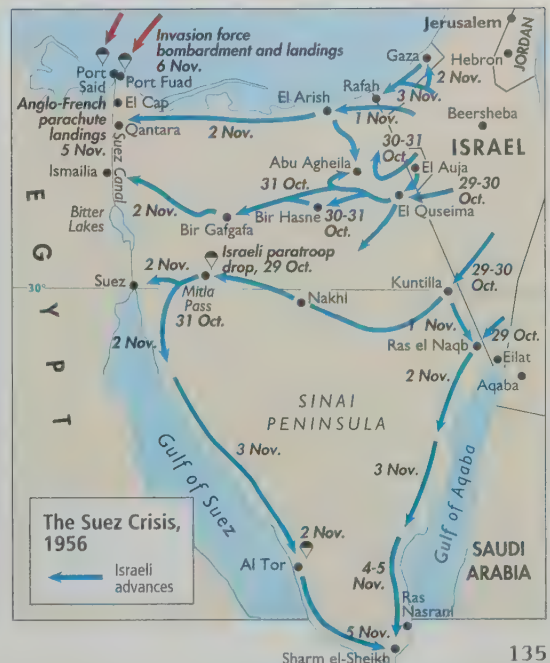 Invasion force
bombardment and landings
6 Nov.
Jerusalem
JORDAN
Port
Said
Port Fuad
Gaza
Hebron
2 Nov.
Anglo-French
parachute
landings
5 Nov.
El Cap
Qantara
Rafah
3 Nov.
El Arish
1 Nov.
Beersheba
2 Nov.
ISRAEL
Suez Canal
Abu Agheila
30-31
Oct.
El Auja
Ismailia
31 Oct.
29-30
Oct.
El Quseima
EGYPT
Bitter
Lakes
2 Nov.
Bir Hasne
30-31
Oct.
Bir Gafgafa
Israeli paratroop
drop, 29 Oct.
2 Nov.
Suez
30°
Mitla
Pass
31 Oct.
Nakhl
Kuntilla
29-30
Oct.
1 Nov.
29 Oct.
Ras el Naqb
Eilat
Aqaba
2 Nov.
2 Nov.
SINAI
PENINSULA
3 Nov.
3 Nov.
Gulf of Suez
Gulf of Aqaba
The Suez Crisis,
1956
Israeli
advances
2 Nov.
Al Tor
4-5
Nov.
SAUDI
ARABIA
Ras
Nasrani
5 Nov.
Sharm el-Sheikh
135